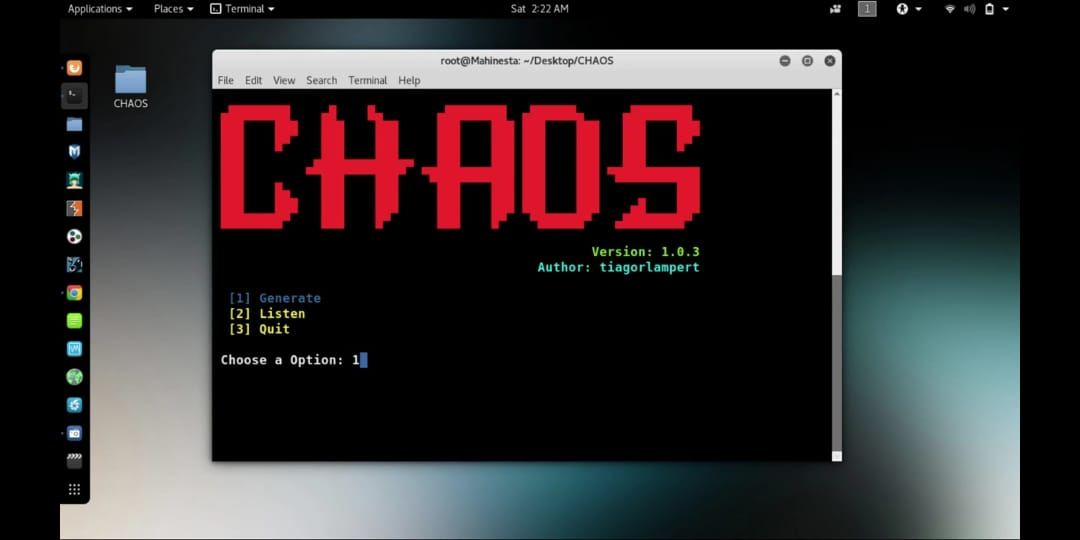 Applications Places Terminal Sat 2:22 AM 1
root@Mahinesta: ~/Desktop/CHAOS
File Edit View Search Terminal Help
CHAOS
CHAOS
Version: 1.0.3
Author: tiagorlampert
[1] Generate
[2] Listen
[3] Quit
Choose a Option: 1